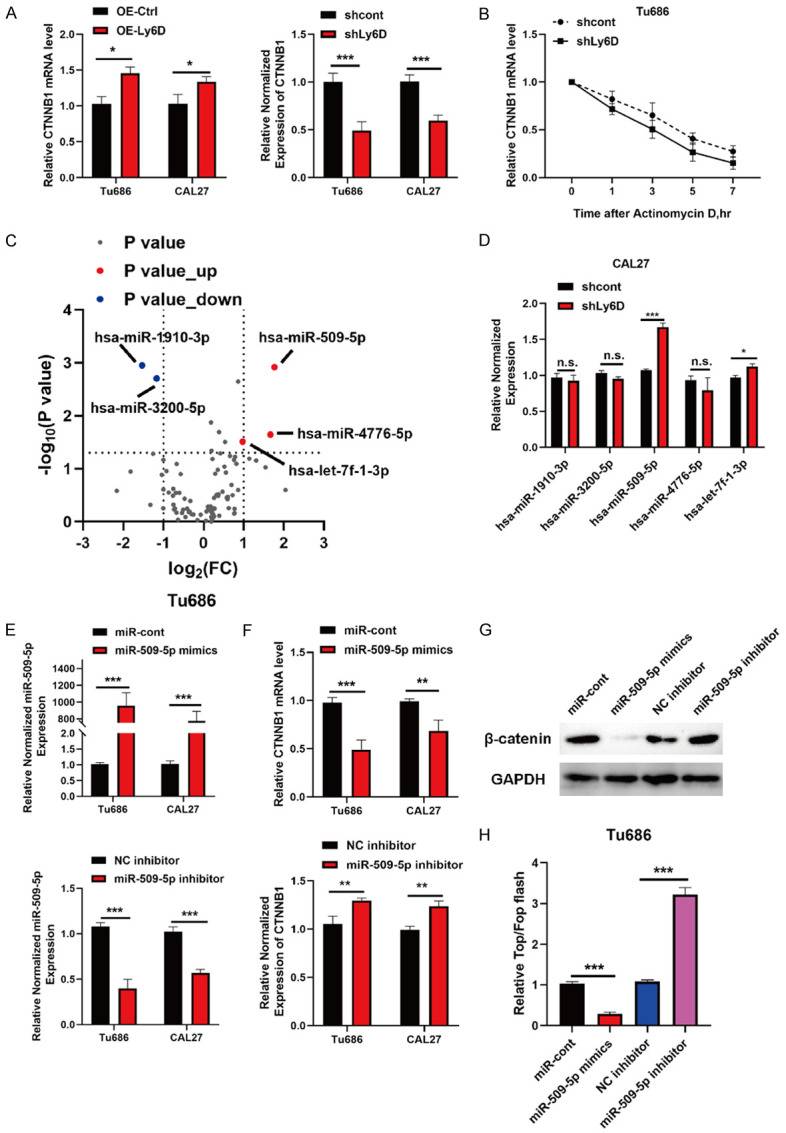 A
OE-Ctrl
OE-Ly6D
Relative CTNNB1 mRNA level
2.0
1.5
1.0
0.5
0.0
*
*
Tu686
CAL27
shcont
shLy6D
Relative Normalized
Expression of CTNNB1
1.5
1.0
0.5
0.0
***
***
Tu686
CAL27
B
Tu686
shcont
shLy6D
Relative CTNNB1 mRNA level
1.5
1.0
0.5
0.0
0
1
3
5
7
Time after Actinomycin D,hr
C
P value
P value_up
P value_down
-log10(P value)
4
3
2
1
0
hsa-miR-1910-3p
hsa-miR-509-5p
hsa-miR-3200-5p
hsa-miR-4776-5p
hsa-let-7f-1-3p
-3
-2
-1
0
1
2
3
log2(FC)
Tu686
D
CAL27
shcont
shLy6D
Relative Normalized
Expression
2.0
1.5
1.0
0.5
0.0
n.s.
n.s.
***
n.s.
*
hsa-miR-1910-3p
hsa-miR-3200-5p
hsa-miR-509-5p
hsa-miR-4776-5p
hsa-let-7f-1-3p
E
miR-cont
miR-509-5p mimics
Relative Normalized miR-509-5p
Expression
1400
1200
1000
800
600
2.0
1.5
1.0
0.5
0.0
***
***
Tu686
CAL27
NC inhibitor
miR-509-5p inhibitor
Relative Normalized miR-509-5p
Expression
1.5
1.0
0.5
0.0
***
***
Tu686
CAL27
F
miR-cont
miR-509-5p mimics
Relative CTNNB1 mRNA level
1.5
1.0
0.5
0.0
***
**
Tu686
CAL27
NC inhibitor
miR-509-5p inhibitor
Relative Normalized
Expression of CTNNB1
1.5
1.0
0.5
0.0
**
**
Tu686
CAL27
G
miR-cont
miR-509-5p mimics
NC inhibitor
miR-509-5p inhibitor
β-catenin
GAPDH
H
Tu686
Relative Top/Fop flash
4
3
2
1
0
***
***
miR-cont
miR-509-5p mimics
NC inhibitor
miR-509-5p inhibitor